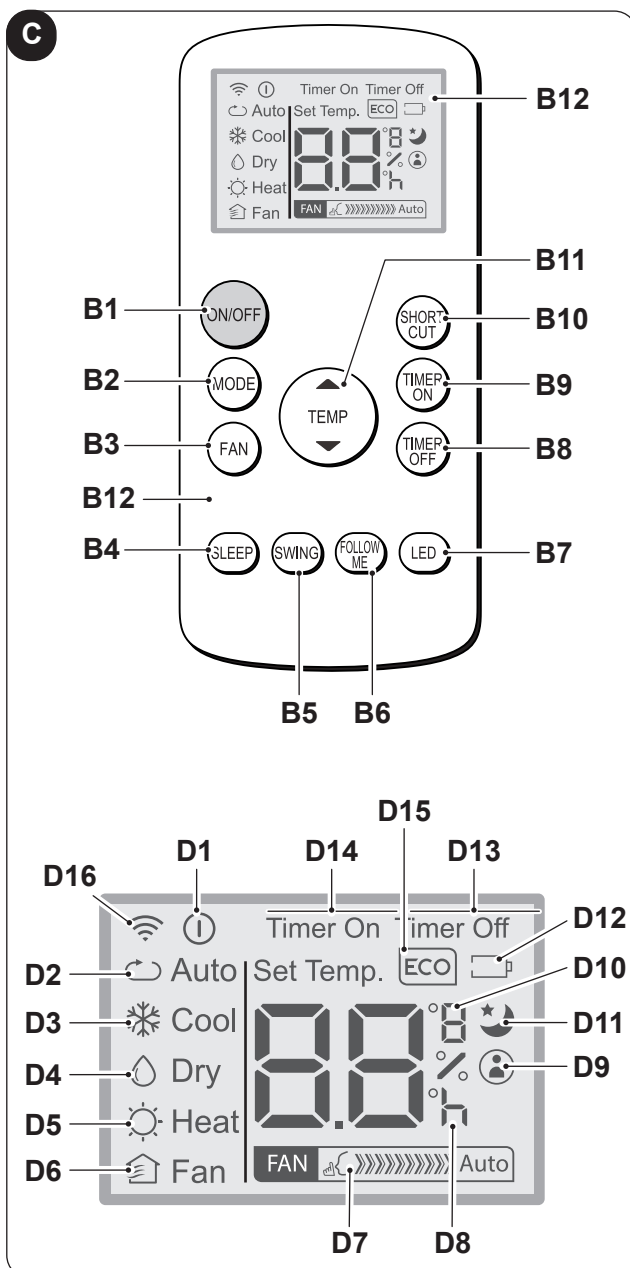 C
Timer On Timer Off
Auto Set Temp. ECO
B12
Cool
Dry
%
Heat
h
Fan FAN Auto
B11
B1 ON/OFF SHORT CUT B10
B2 MODE TEMP TIMER ON B9
B3 FAN TIMER OFF B8
B12
B4 SLEEP SWING FOLLOW ME LED B7
B5 B6
D15
D1 D14 D13
D16
Timer On Timer Off D12
D2 Auto Set Temp. ECO D10
D3 Cool 8.8 °8 D11
D4 Dry % D9
D5 Heat °h
D6 Fan FAN Auto
D7 D8